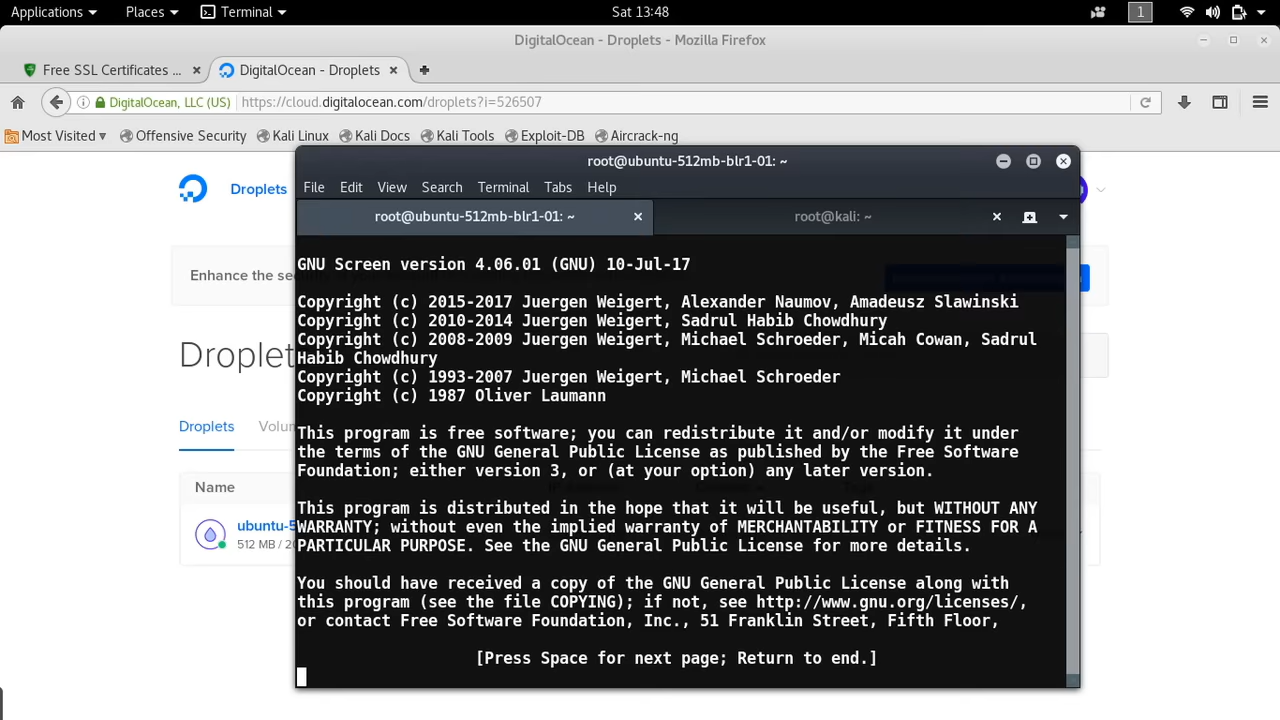 Applications Places Terminal Sat 13:48 1
DigitalOcean - Droplets - Mozilla Firefox
Free SSL Certificates ... DigitalOcean - Droplets
DigitalOcean, LLC (US) https://cloud.digitalocean.com/droplets?i=526507
Most Visited Offensive Security Kali Linux Kali Docs Kali Tools Exploit-DB Aircrack-ng
root@ubuntu-512mb-blr1-01: ~
Droplets
File Edit View Search Terminal Tabs Help
root@ubuntu-512mb-blr1-01: ~ root@kali: ~
Enhance the se
GNU Screen version 4.06.01 (GNU) 10-Jul-17
Copyright (c) 2015-2017 Juergen Weigert, Alexander Naumov, Amadeusz Slawinski
Copyright (c) 2010-2014 Juergen Weigert, Sadrul Habib Chowdhury
Copyright (c) 2008-2009 Juergen Weigert, Michael Schroeder, Micah Cowan, Sadrul
Habib Chowdhury
Copyright (c) 1993-2007 Juergen Weigert, Michael Schroeder
Copyright (c) 1987 Oliver Laumann
Droplet
This program is free software; you can redistribute it and/or modify it under
the terms of the GNU General Public License as published by the Free Software
Foundation; either version 3, or (at your option) any later version.
Droplets Volun
This program is distributed in the hope that it will be useful, but WITHOUT ANY
WARRANTY; without even the implied warranty of MERCHANTABILITY or FITNESS FOR A
PARTICULAR PURPOSE. See the GNU General Public License for more details.
Name
ubuntu-5
512 MB / 20
You should have received a copy of the GNU General Public License along with
this program (see the file COPYING); if not, see http://www.gnu.org/licenses/,
or contact Free Software Foundation, Inc., 51 Franklin Street, Fifth Floor,
[Press Space for next page; Return to end.]